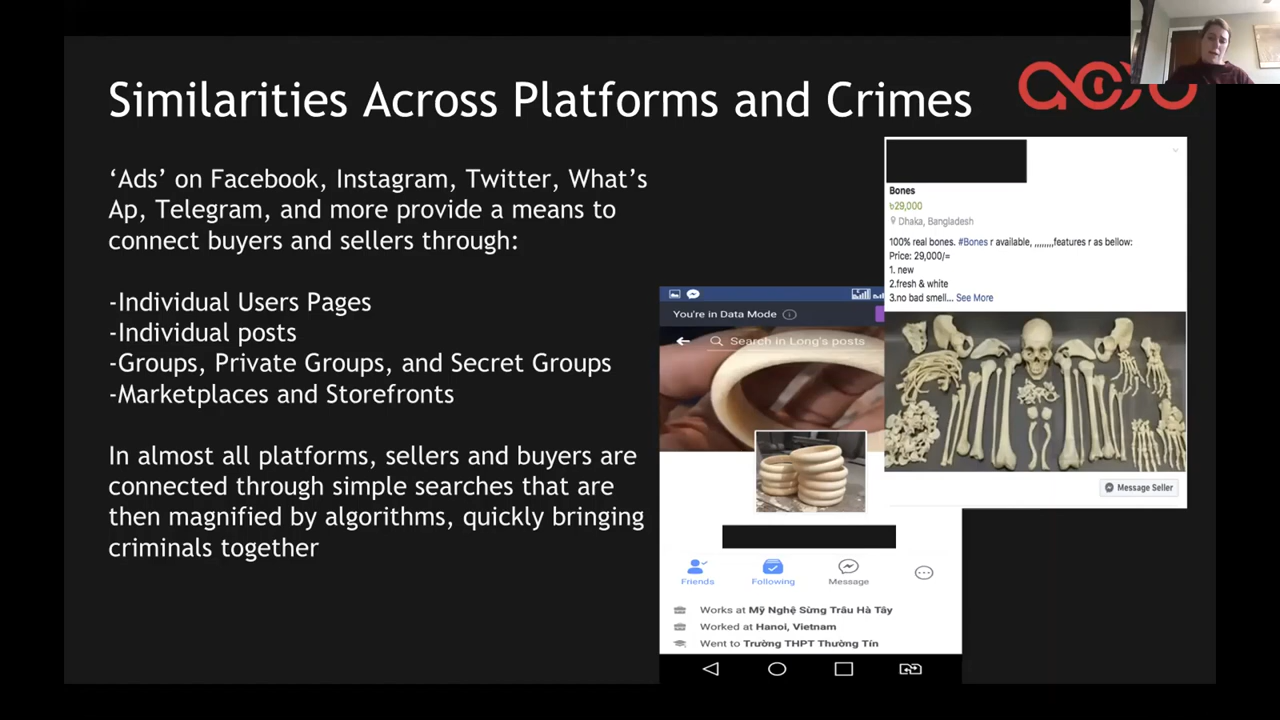 Similarities Across Platforms and Crimes
‘Ads’ on Facebook, Instagram, Twitter, What’s
Ap, Telegram, and more provide a means to
connect buyers and sellers through:
-Individual Users Pages
-Individual posts
-Groups, Private Groups, and Secret Groups
-Marketplaces and Storefronts
In almost all platforms, sellers and buyers are
connected through simple searches that are
then magnified by algorithms, quickly bringing
criminals together
You're in Data Mode
Search in Long's posts
Friends
Following
Message
Works at Mỹ Nghệ Sừng Trâu Hà Tây
Worked at Hanoi, Vietnam
Went to Trường THPT Thường Tín
Bones
৳29,000
Dhaka, Bangladesh
100% real bones. #Bones r available, ,,,,,,,,features r as bellow:
Price: 29,000/=
1. new
2.fresh & white
3.no bad smell... See More
Message Seller